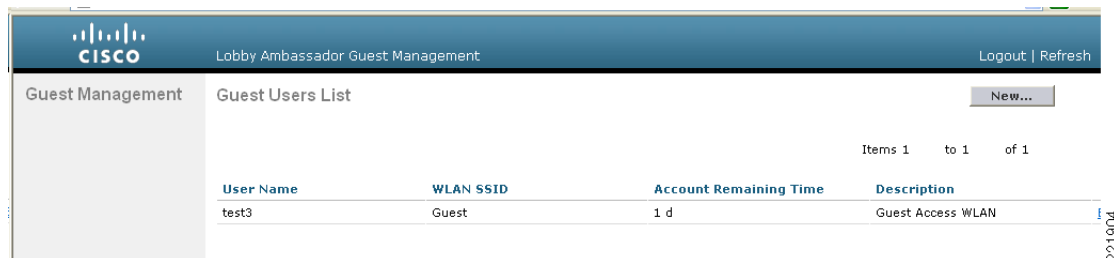 CISCO
Lobby Ambassador Guest Management
Logout | Refresh
Guest Management
Guest Users List
New...
Items 1 to 1 of 1
User Name WLAN SSID Account Remaining Time Description
test3 Guest 1 d Guest Access WLAN
221904